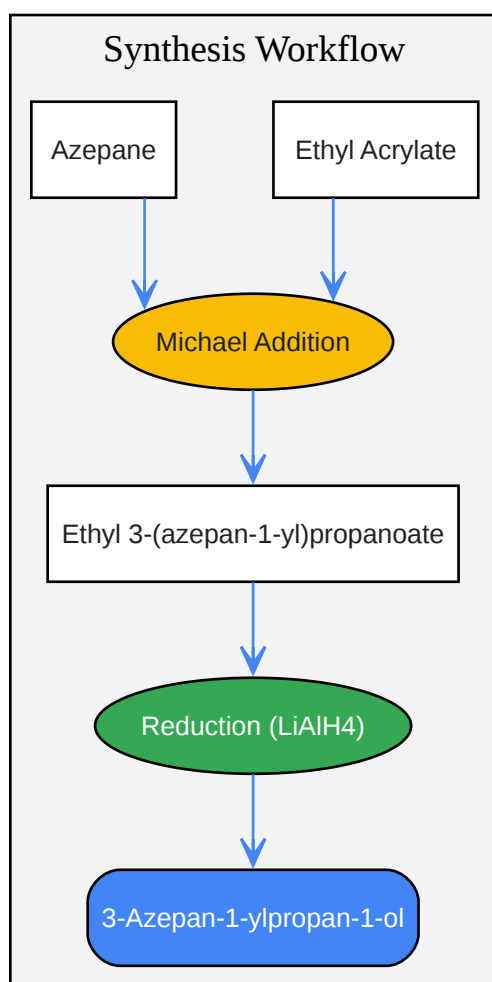 Synthesis Workflow
Azepane
Ethyl Acrylate
Michael Addition
Ethyl 3-(azepan-1-yl)propanoate
Reduction (LiAlH4)
3-Azepan-1-ylpropan-1-ol